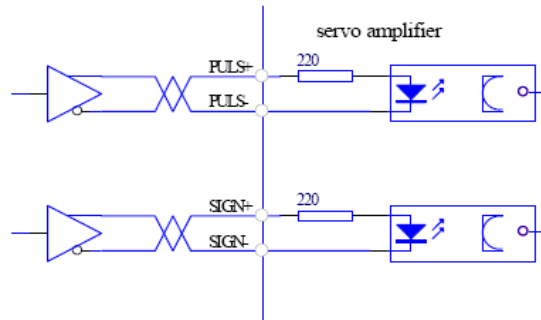 servo amplifier
220
PULS+
PULS-
220
SIGN+
SIGN-